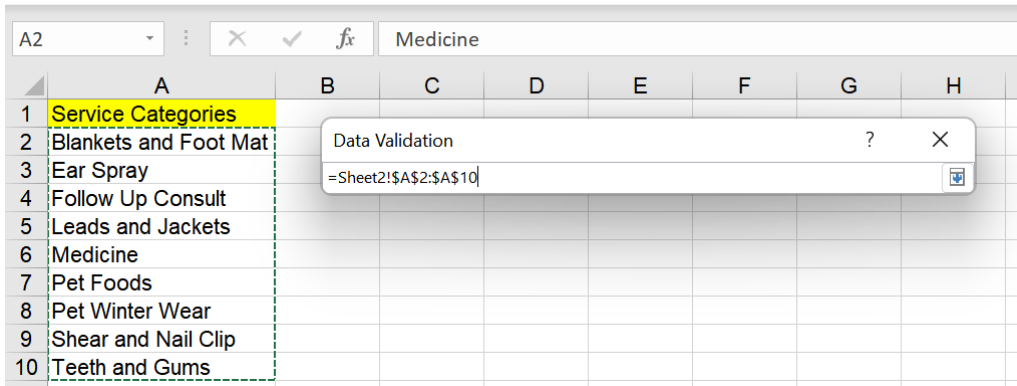 A2 fx Medicine
A B C D E F G H
1 Service Categories
2 Blankets and Foot Mat
3 Ear Spray
4 Follow Up Consult
5 Leads and Jackets
6 Medicine
7 Pet Foods
8 Pet Winter Wear
9 Shear and Nail Clip
10 Teeth and Gums
Data Validation ?
=Sheet2!$A$2:$A$10